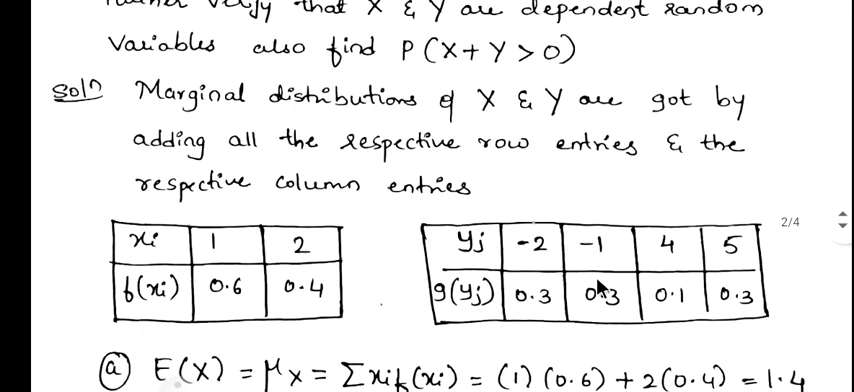 further verify that X & Y are dependent random
variables also find P(X+Y>0)
Soln Marginal distributions of X & Y are got by
adding all the respective row entries & the
respective column entries
xi 1 2
f(xi) 0.6 0.4
yj -2 -1 4 5
g(yj) 0.3 0.3 0.1 0.3
2/4
(a) E(X) = μX = Σxif(xi) = (1)(0.6) + 2(0.4) = 1.4